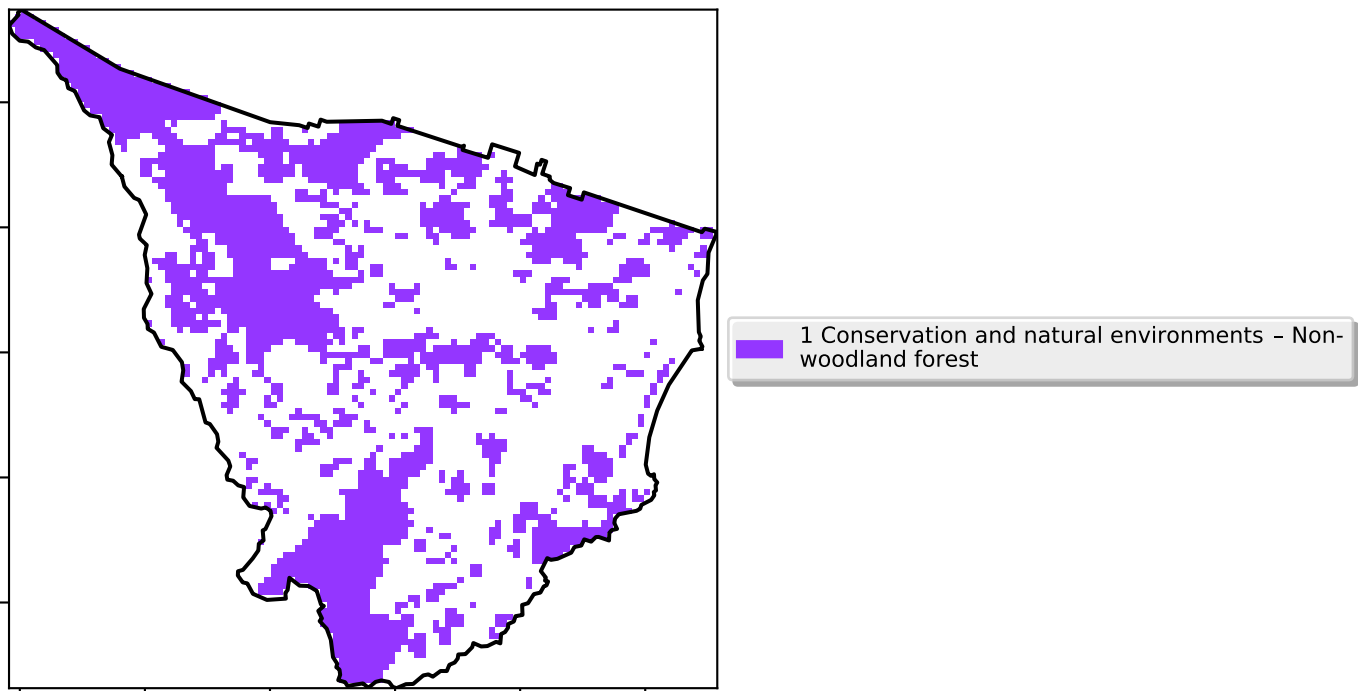 1 Conservation and natural environments – Non-
woodland forest